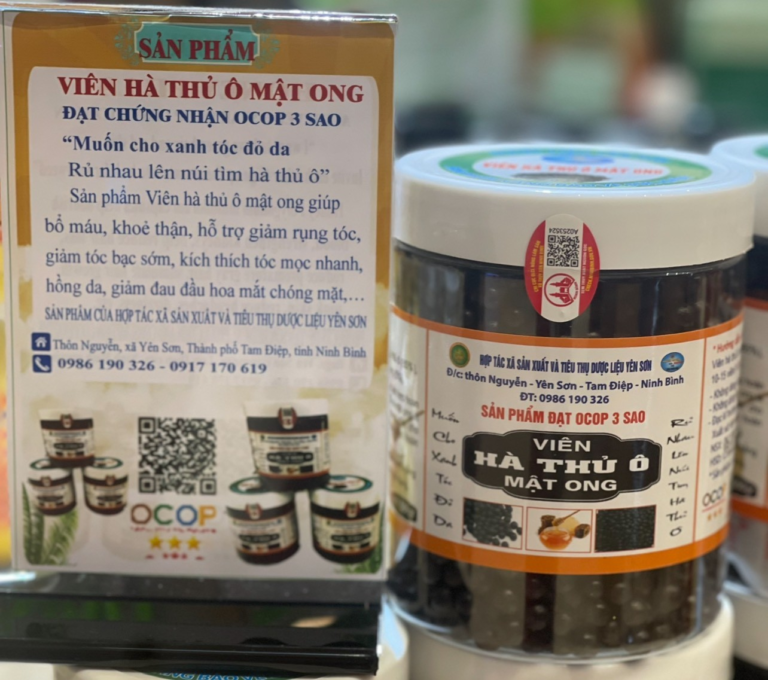 SẢN PHẨM
VIÊN HÀ THỦ Ô MẬT ONG
ĐẠT CHỨNG NHẬN OCOP 3 SAO
“Muốn cho xanh tóc đỏ da
Rủ nhau lên núi tìm hà thủ ô”
Sản phẩm Viên hà thủ ô mật ong giúp
bổ máu, khoẻ thận, hỗ trợ giảm rụng tóc,
giảm tóc bạc sớm, kích thích tóc mọc nhanh,
hồng da, giảm đau đầu hoa mắt chóng mặt,...
SẢN PHẨM CỦA HỢP TÁC XÃ SẢN XUẤT VÀ TIÊU THỤ DƯỢC LIỆU YÊN SƠN
Thôn Nguyễn, xã Yên Sơn, Thành phố Tam Điệp, tỉnh Ninh Bình
0986 190 326 - 0917 170 619
OCOP
VIÊN HÀ THỦ Ô MẬT ONG
A0253524
HỢP TÁC XÃ SẢN XUẤT VÀ TIÊU THỤ DƯỢC LIỆU YÊN SƠN
Đ/c: thôn Nguyễn - Yên Sơn - Tam Điệp - Ninh Bình
ĐT: 0986 190 326
SẢN PHẨM ĐẠT OCOP 3 SAO
VIÊN
HÀ THỦ Ô
MẬT ONG
Muốn
Cho
Xanh
Tóc
Đỏ
Da
Rủ
Nhau
Lên
Núi
Tìm
Hà
Thủ
Ô